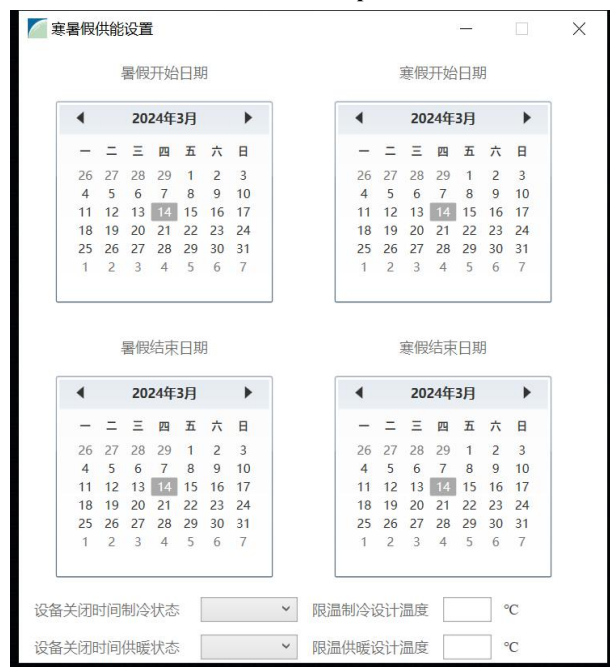 寒暑假供能设置
暑假开始日期 寒假开始日期
2024年3月 2024年3月
一 二 三 四 五 六 日 一 二 三 四 五 六 日
26 27 28 29 1 2 3 26 27 28 29 1 2 3
4 5 6 7 8 9 10 4 5 6 7 8 9 10
11 12 13 14 15 16 17 11 12 13 14 15 16 17
18 19 20 21 22 23 24 18 19 20 21 22 23 24
25 26 27 28 29 30 31 25 26 27 28 29 30 31
1 2 3 4 5 6 7 1 2 3 4 5 6 7
暑假结束日期 寒假结束日期
2024年3月 2024年3月
一 二 三 四 五 六 日 一 二 三 四 五 六 日
26 27 28 29 1 2 3 26 27 28 29 1 2 3
4 5 6 7 8 9 10 4 5 6 7 8 9 10
11 12 13 14 15 16 17 11 12 13 14 15 16 17
18 19 20 21 22 23 24 18 19 20 21 22 23 24
25 26 27 28 29 30 31 25 26 27 28 29 30 31
1 2 3 4 5 6 7 1 2 3 4 5 6 7
设备关闭时间制冷状态 限温制冷设计温度 ℃
设备关闭时间供暖状态 限温供暖设计温度 ℃